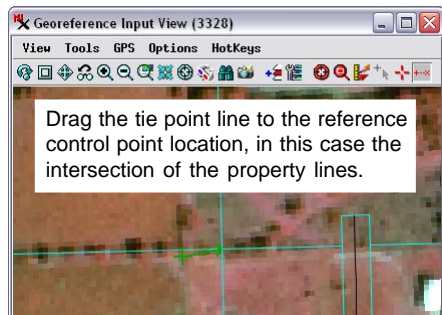 Georeference Input View (3328)
View Tools GPS Options HotKeys
Drag the tie point line to the reference
control point location, in this case the
intersection of the property lines.